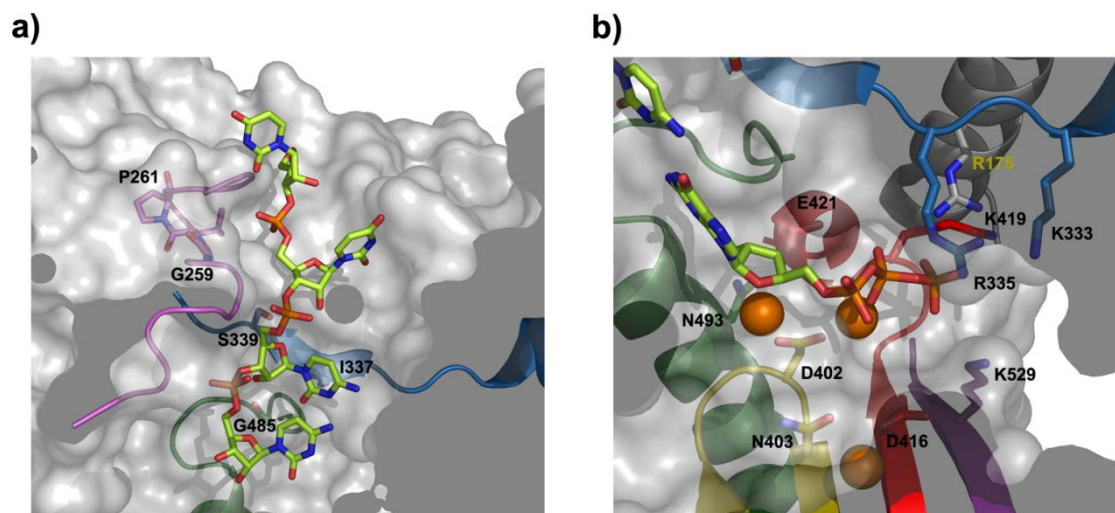 a)
P261
G259
S339
I337
G485
b)
R175
E421
K419
K333
R335
N493
D402
K529
N403
D416